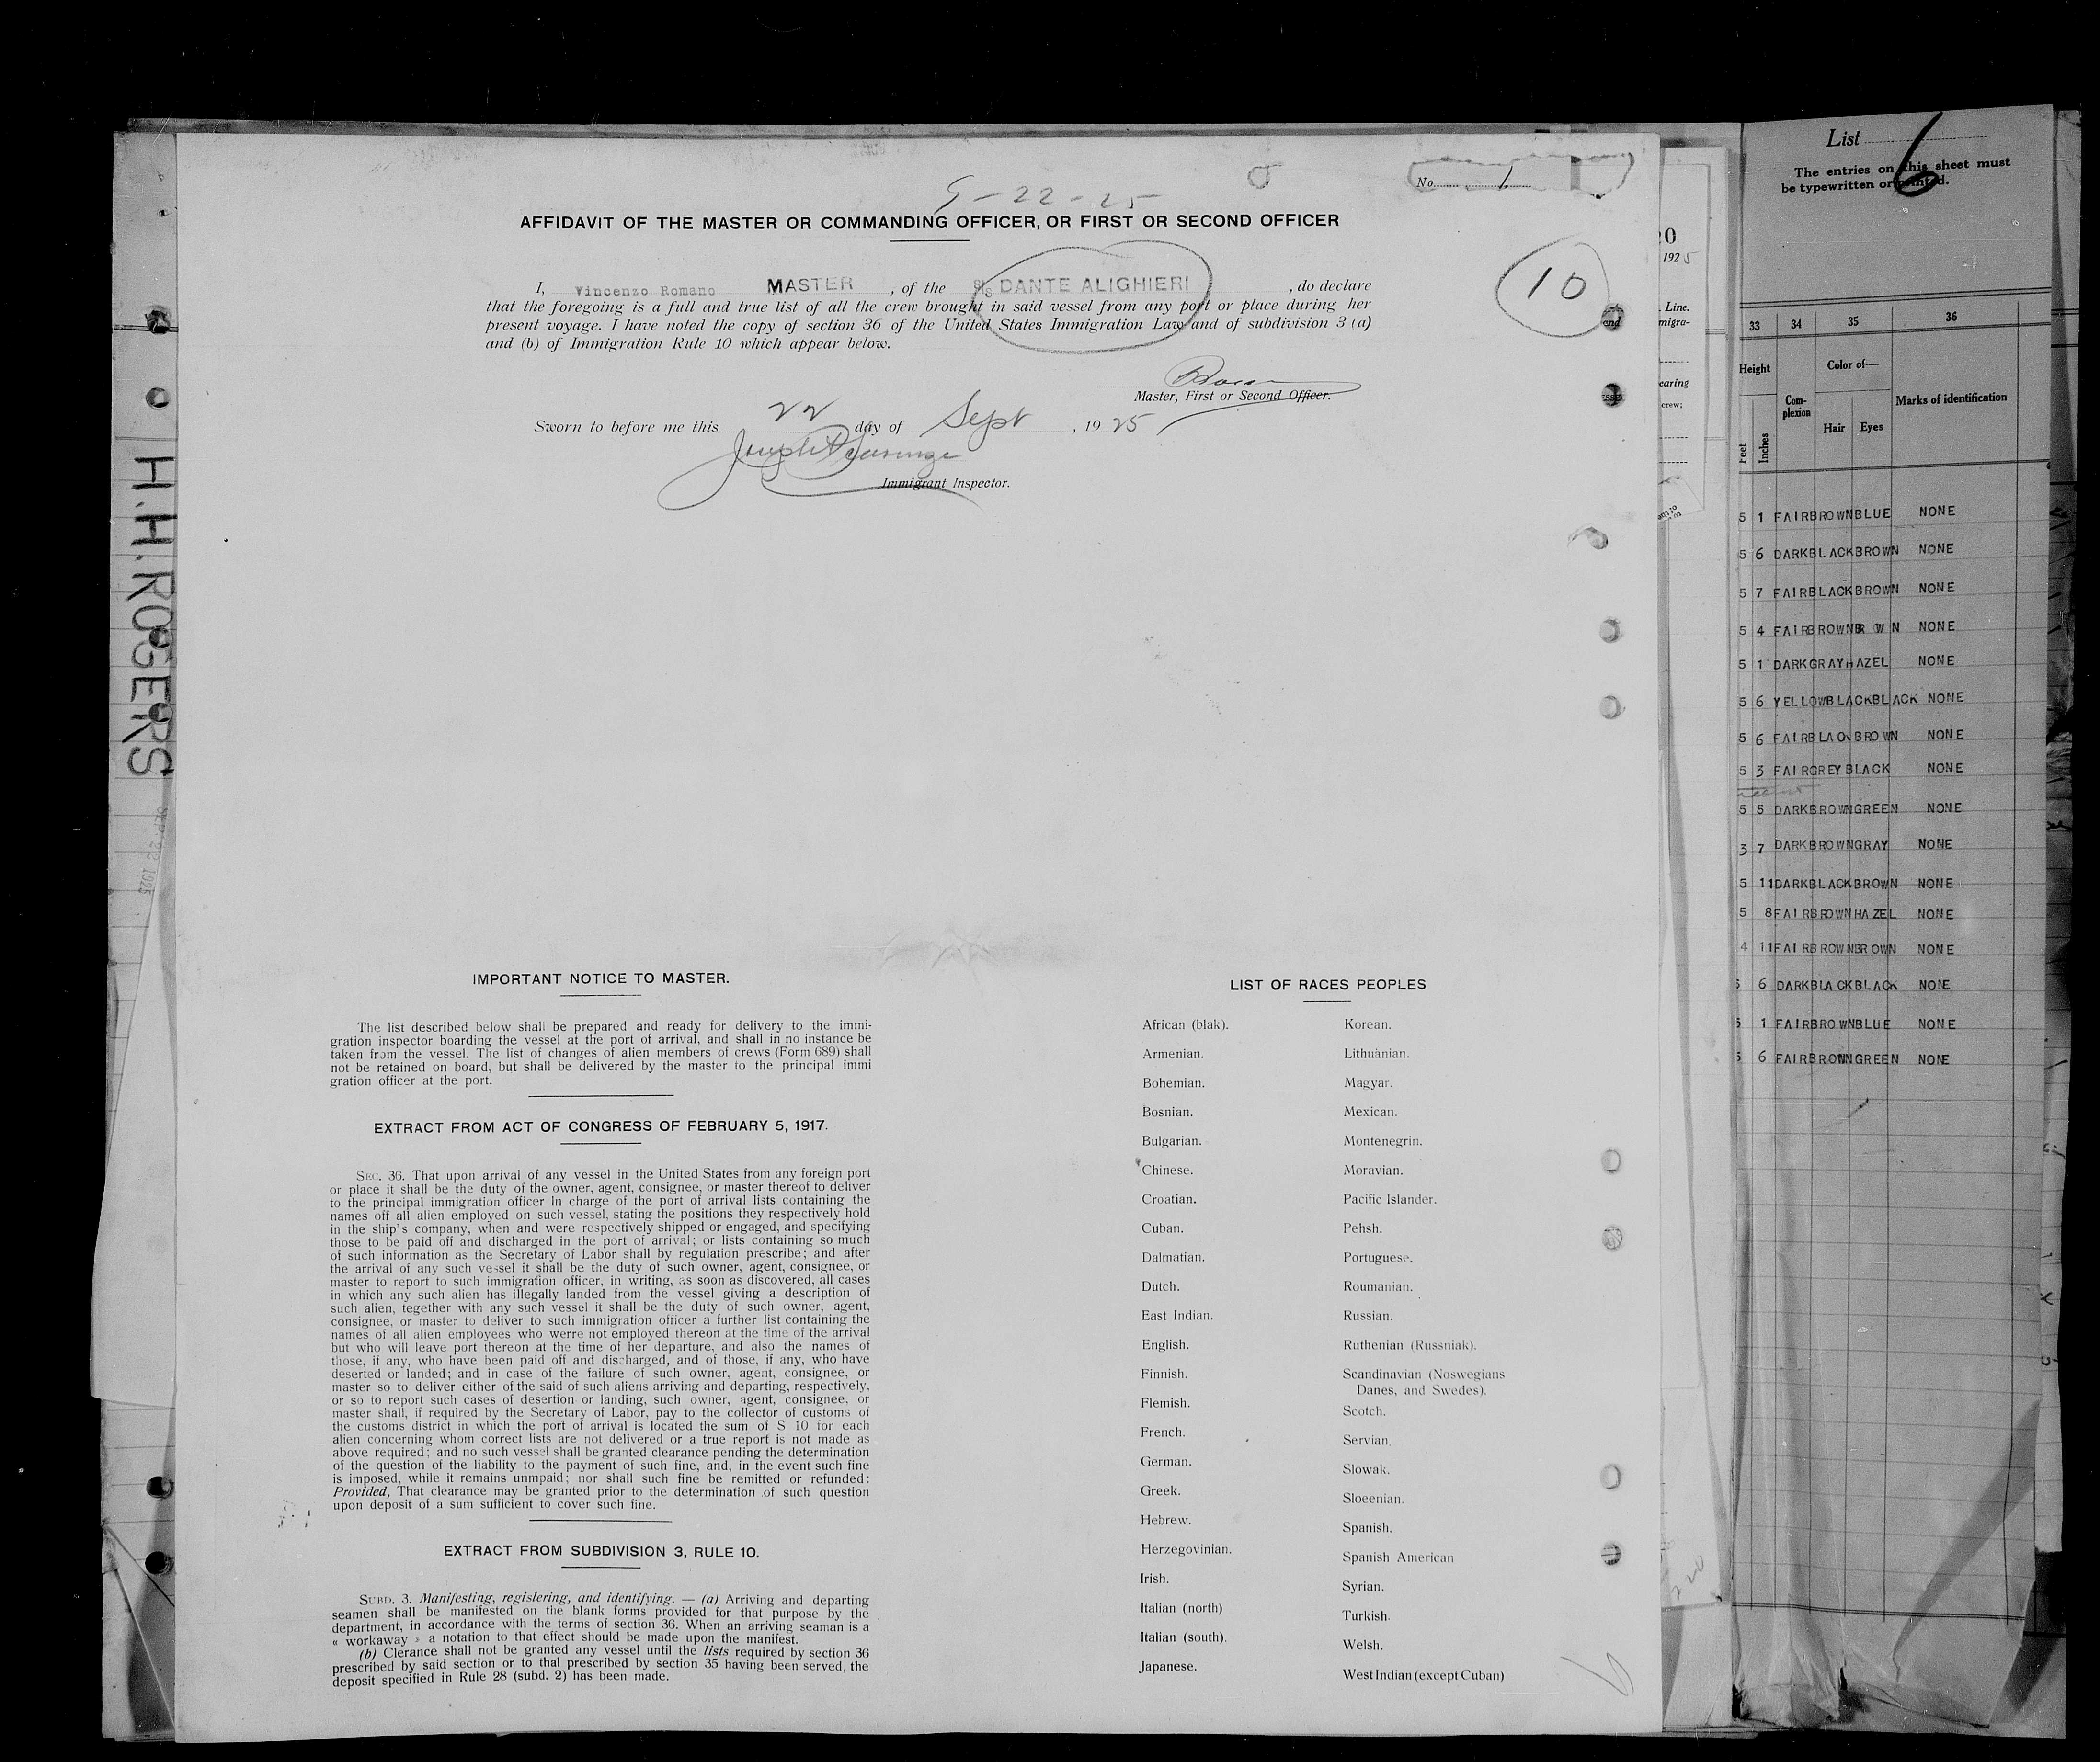 H.H.ROGERS
SEP 22 1925
No. 1
9-22-25
AFFIDAVIT OF THE MASTER OR COMMANDING OFFICER, OR FIRST OR SECOND OFFICER
10
I, Vincenzo Romano MASTER, of the S/S DANTE ALIGHIERI, do declare
that the foregoing is a full and true list of all the crew brought in said vessel from any port or place during her
present voyage. I have noted the copy of section 36 of the United States Immigration Law and of subdivision 3 (a)
and (b) of Immigration Rule 10 which appear below.
Master, First or Second Officer.
Sworn to before me this 22 day of Sept, 1925
Immigrant Inspector.
IMPORTANT NOTICE TO MASTER.
The list described below shall be prepared and ready for delivery to the immi-
gration inspector boarding the vessel at the port of arrival, and shall in no instance be
taken from the vessel. The list of changes of alien members of crews (Form 689) shall
not be retained on board, but shall be delivered by the master to the principal immi
gration officer at the port.
EXTRACT FROM ACT OF CONGRESS OF FEBRUARY 5, 1917.
SEC. 36. That upon arrival of any vessel in the United States from any foreign port
or place it shall be the duty of the owner, agent, consignee, or master thereof to deliver
to the principal immigration officer In charge of the port of arrival lists containing the
names off all alien employed on such vessel, stating the positions they respectively hold
in the ship's company, when and were respectively shipped or engaged, and specifying
those to be paid off and discharged in the port of arrival; or lists containing so much
of such information as the Secretary of Labor shall by regulation prescribe; and after
the arrival of any such vessel it shall be the duty of such owner, agent, consignee, or
master to report to such immigration officer, in writing, as soon as discovered, all cases
in which any such alien has illegally landed from the vessel giving a description of
such alien, tegether with any such vessel it shall be the duty of such owner, agent,
consignee, or master to deliver to such immigration officer a further list containing the
names of all alien employees who werre not employed thereon at the time of the arrival
but who will leave port thereon at the time of her departure, and also the names of
those, if any, who have been paid off and discharged, and of those, if any, who have
deserted or landed; and in case of the failure of such owner, agent, consignee, or
master so to deliver either of the said of such aliens arriving and departing, respectively,
or so to report such cases of desertion or landing, such owner, agent, consignee, or
master shall, if required by the Secretary of Labor, pay to the collector of customs of
the customs district in which the port of arrival is located the sum of S 10 for each
alien concerning whom correct lists are not delivered or a true report is not made as
above required; and no such vessel shall be granted clearance pending the determination
of the question of the liability to the payment of such fine, and, in the event such fine
is imposed, while it remains unmpaid; nor shall such fine be remitted or refunded:
Provided, That clearance may be granted prior to the determination of such question
upon deposit of a sum sufficient to cover such fine.
EXTRACT FROM SUBDIVISION 3, RULE 10.
SUBD. 3. Manifesting, registering, and identifying. — (a) Arriving and departing
seamen shall be manifested on the blank forms provided for that purpose by the
department, in accordance with the terms of section 36. When an arriving seaman is a
« workaway » a notation to that effect should be made upon the manifest.
(b) Clerance shall not be granted any vessel until the lists required by section 36
prescribed by said section or to thal prescribed by section 35 having been served, the
deposit specified in Rule 28 (subd. 2) has been made.
LIST OF RACES PEOPLES
African (blak).
Armenian.
Bohemian.
Bosnian.
Bulgarian.
Chinese.
Croatian.
Cuban.
Dalmatian.
Dutch.
East Indian.
English.
Finnish.
Flemish.
French.
German.
Greek.
Hebrew.
Herzegovinian.
Irish.
Italian (north)
Italian (south).
Japanese.
Korean.
Lithuanian.
Magyar.
Mexican.
Montenegrin.
Moravian.
Pacific Islander.
Pehsh.
Portuguese.
Roumanian.
Russian.
Ruthenian (Russniak).
Scandinavian (Noswegians
Danes, and Swedes).
Scotch.
Servian.
Slowak.
Sloeenian.
Spanish.
Spanish American
Syrian.
Turkish.
Welsh.
West Indian (except Cuban)
1925
Line.
migra-
earing
crew;
220
List 6
The entries on this sheet must
be typewritten or printed.
33 34 35 36
Height Com-plexion Color of— Marks of identification
Feet Inches Hair Eyes
5 1 FAIR BROWN BLUE NONE
5 6 DARK BLACK BROWN NONE
5 7 FAIR BLACK BROWN NONE
5 4 FAIR BROWN BR WN NONE
5 1 DARK GRAY HAZEL NONE
5 6 YELLOW BLACK BLACK NONE
5 6 FAIR BLACK BROWN NONE
5 3 FAIR GREY BLACK NONE
5 5 DARK BROWN GREEN NONE
3 7 DARK BROWN GRAY NONE
5 11 DARK BLACK BROWN NONE
5 8 FAIR BROWN HAZEL NONE
4 11 FAIR BROWN BROWN NONE
5 6 DARK BLACK BLACK NONE
5 1 FAIR BROWN BLUE NONE
5 6 FAIR BROWN GREEN NONE